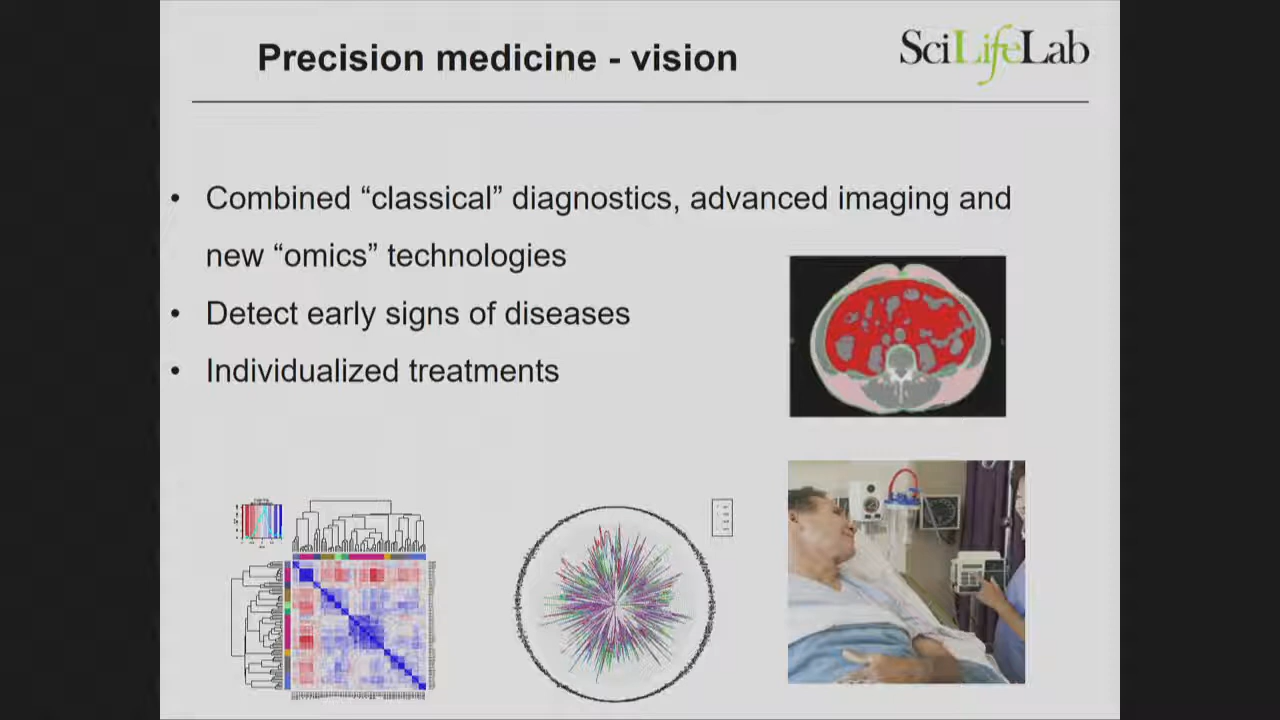 Precision medicine - vision
SciLifeLab
• Combined “classical” diagnostics, advanced imaging and
new “omics” technologies
• Detect early signs of diseases
• Individualized treatments